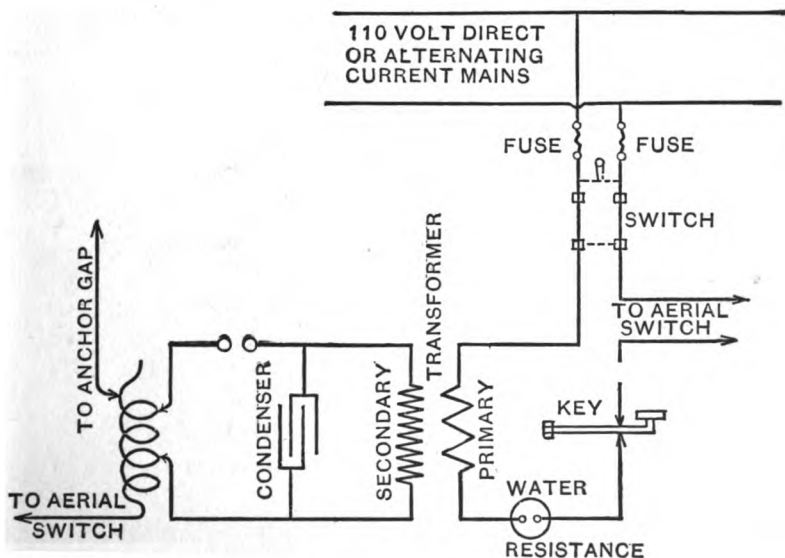 110 VOLT DIRECT
OR ALTERNATING
CURRENT MAINS
FUSE
FUSE
SWITCH
TO AERIAL
SWITCH
TRANSFORMER
TO ANCHOR GAP
CONDENSER
SECONDARY
PRIMARY
KEY
WATER
RESISTANCE
TO AERIAL
SWITCH